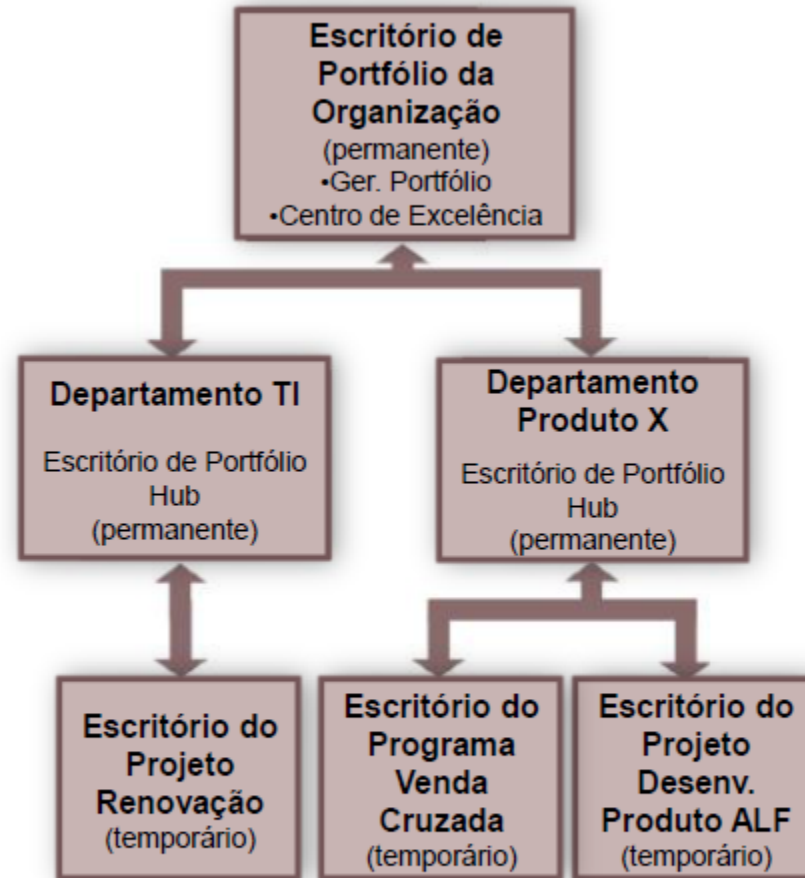 Escritório de
Portfólio da
Organização
(permanente)
•Ger. Portfólio
•Centro de Excelência
Departamento TI
Escritório de Portfólio
Hub
(permanente)
Departamento
Produto X
Escritório de Portfólio
Hub
(permanente)
Escritório do
Projeto
Renovação
(temporário)
Escritório do
Programa
Venda
Cruzada
(temporário)
Escritório do
Projeto
Desenv.
Produto ALF
(temporário)